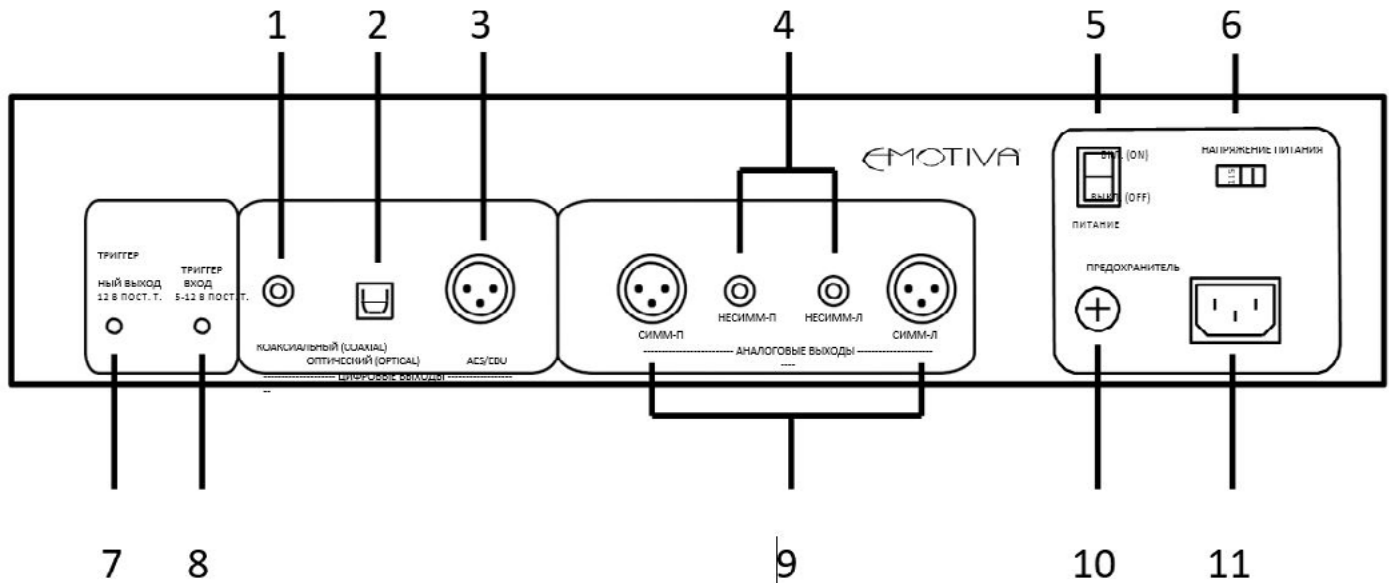 1 2 3 4 5 6
EMOTIVA
ВКЛ. (ON)
НАПРЯЖЕНИЕ ПИТАНИЯ
115
ВЫКЛ. (OFF)
ПИТАНИЕ
ПРЕДОХРАНИТЕЛЬ
ТРИГГЕР
НЫЙ ВЫХОД
12 В ПОСТ. Т.
ТРИГГЕР
ВХОД
5-12 В ПОСТ. Т.
КОАКСИАЛЬНЫЙ (COAXIAL)
ОПТИЧЕСКИЙ (OPTICAL)
AES/EBU
-------------------- ЦИФРОВЫЕ ВЫХОДЫ ------------------
--
СИММ-П
НЕСИММ-П
НЕСИММ-Л
СИММ-Л
------------------------- АНАЛОГОВЫЕ ВЫХОДЫ ---------------------
----
7 8 9 10 11